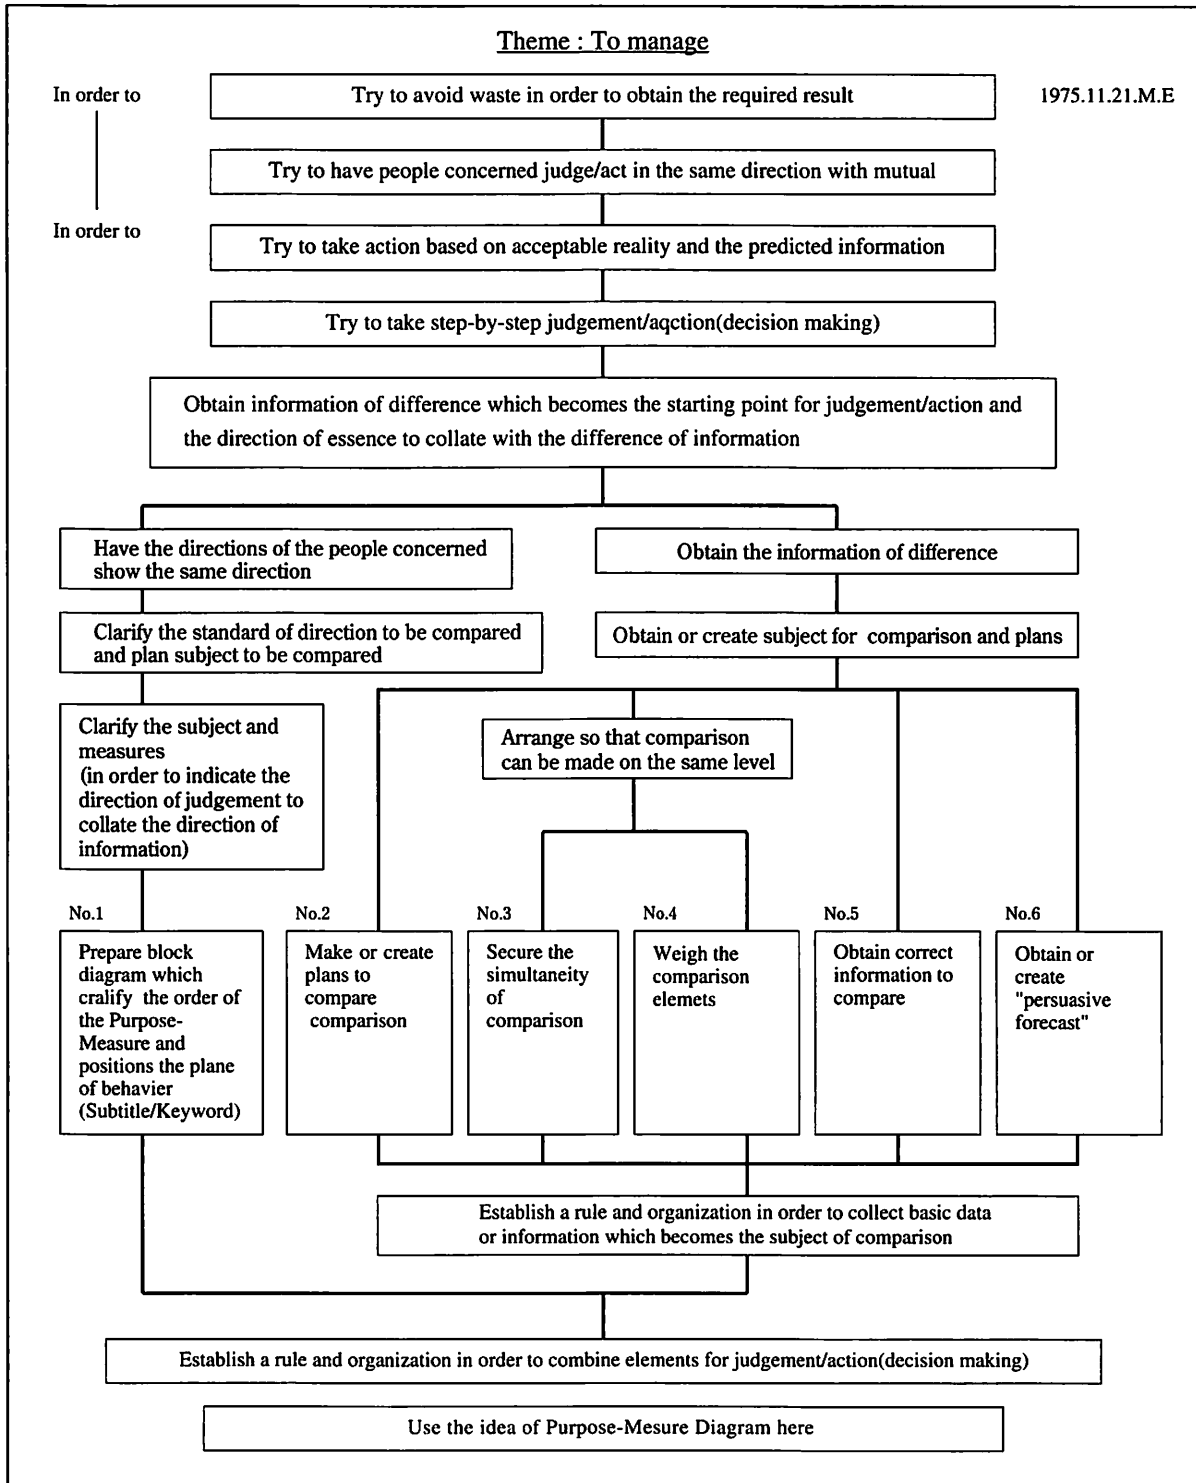 Theme : To manage
In order to
Try to avoid waste in order to obtain the required result
1975.11.21.M.E
Try to have people concerned judge/act in the same direction with mutual
In order to
Try to take action based on acceptable reality and the predicted information
Try to take step-by-step judgement/aqction(decision making)
Obtain information of difference which becomes the starting point for judgement/action and
the direction of essence to collate with the difference of information
Have the directions of the people concerned
show the same direction
Obtain the information of difference
Clarify the standard of direction to be compared
and plan subject to be compared
Obtain or create subject for comparison and plans
Clarify the subject and
measures
(in order to indicate the
direction of judgement to
collate the direction of
information)
Arrange so that comparison
can be made on the same level
No.1
Prepare block
diagram which
cralify the order of
the Purpose-
Measure and
positions the plane
of behavier
(Subtitle/Keyword)
No.2
Make or create
plans to
compare
comparison
No.3
Secure the
simultaneity
of
comparison
No.4
Weigh the
comparison
elemets
No.5
Obtain correct
information to
compare
No.6
Obtain or
create
"persuasive
forecast"
Establish a rule and organization in order to collect basic data
or information which becomes the subject of comparison
Establish a rule and organization in order to combine elements for judgement/action(decision making)
Use the idea of Purpose-Mesure Diagram here